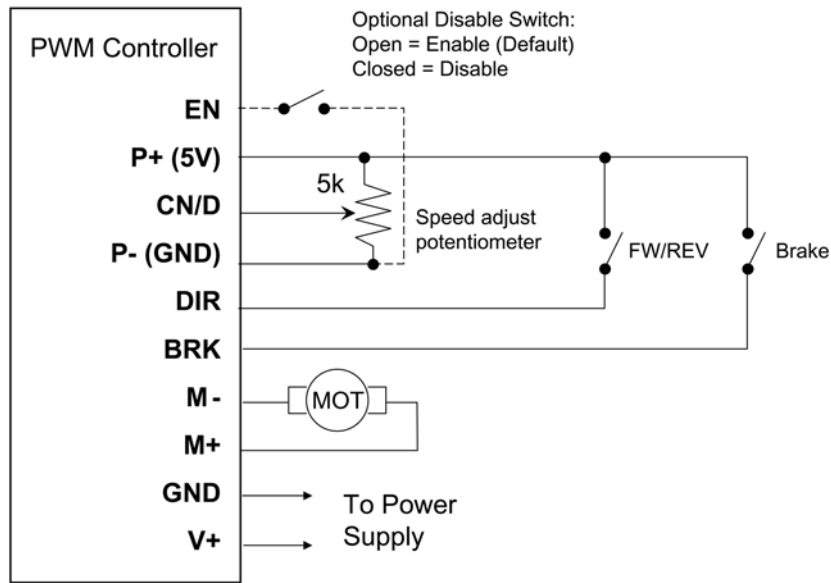 Optional Disable Switch:
Open = Enable (Default)
Closed = Disable
PWM Controller
EN
P+ (5V)
5k
CN/D
Speed adjust
potentiometer
P- (GND)
FW/REV
Brake
DIR
BRK
M -
MOT
M+
GND
To Power
Supply
V+